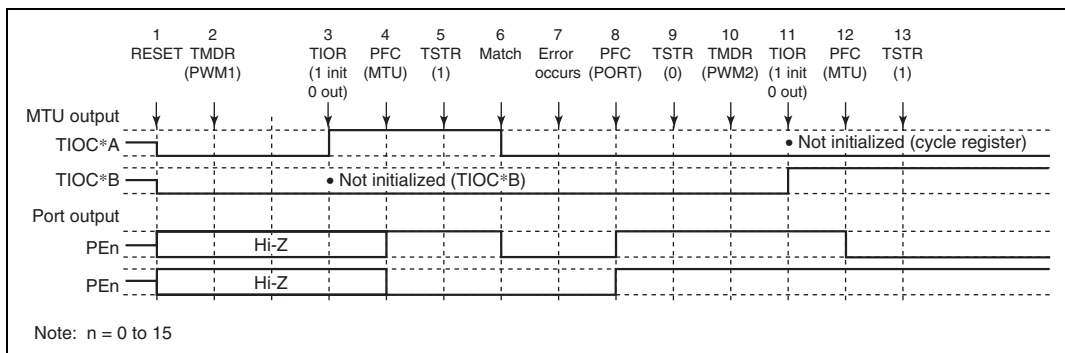 1 2 3 4 5 6 7 8 9 10 11 12 13
RESET TMDR TIOR PFC TSTR Match Error PFC TSTR TMDR TIOR PFC TSTR
(PWM1) (1 init (MTU) (1) occurs (PORT) (0) (PWM2) (1 init (MTU) (1)
0 out) 0 out)
MTU output
TIOC*A • Not initialized (cycle register)
TIOC*B • Not initialized (TIOC*B)
Port output
PEn Hi-Z
PEn Hi-Z
Note: n = 0 to 15